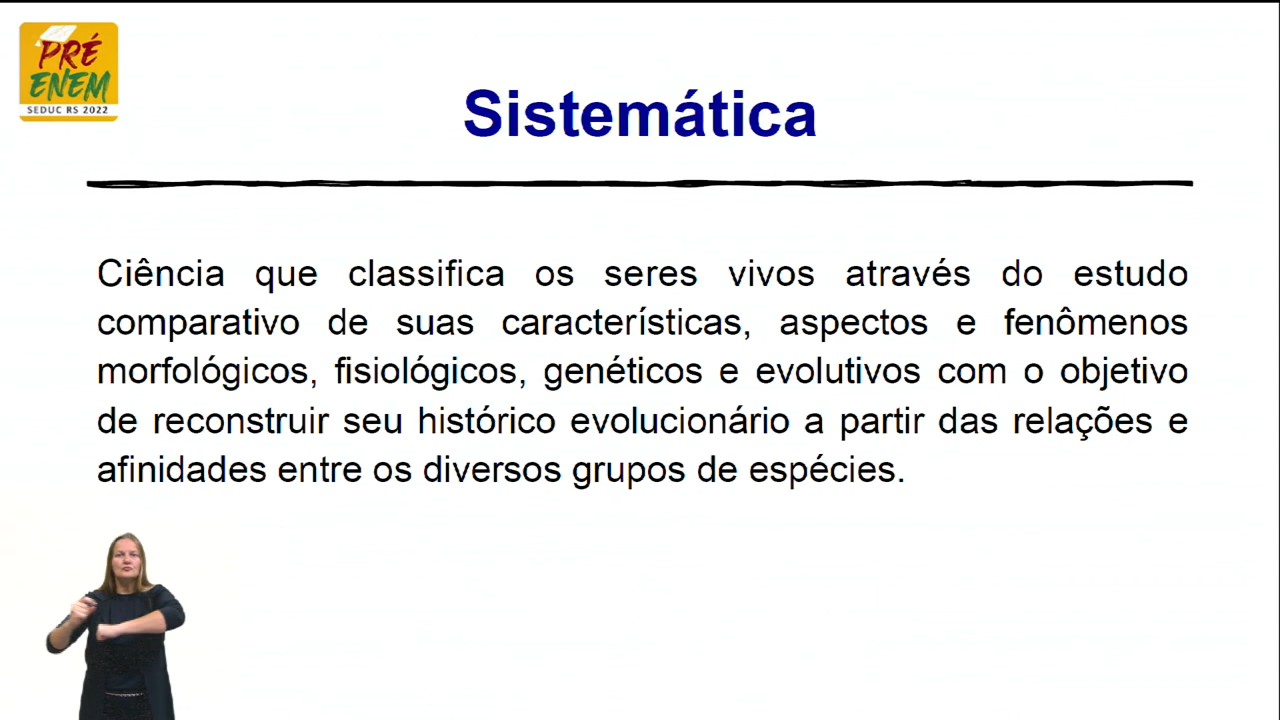 PRÉ
ENEM
SEDUC RS 2022
Sistemática
Ciência que classifica os seres vivos através do estudo
comparativo de suas características, aspectos e fenômenos
morfológicos, fisiológicos, genéticos e evolutivos com o objetivo
de reconstruir seu histórico evolucionário a partir das relações e
afinidades entre os diversos grupos de espécies.